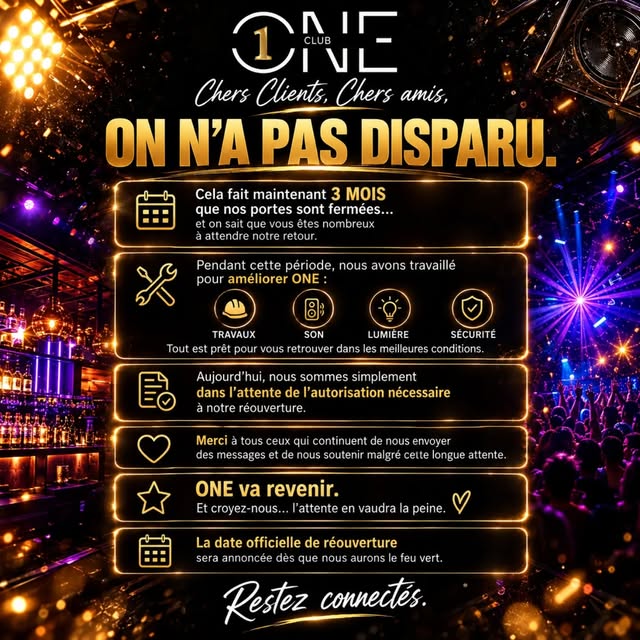 1 ONE
CLUB
Chers Clients, Chers amis,
ON N'A PAS DISPARU.
Cela fait maintenant 3 MOIS
que nos portes sont fermées...
et on sait que vous êtes nombreux
à attendre notre retour.
Pendant cette période, nous avons travaillé
pour améliorer ONE :
TRAVAUX SON LUMIÈRE SÉCURITÉ
Tout est prêt pour vous retrouver dans les meilleures conditions.
Aujourd'hui, nous sommes simplement
dans l'attente de l'autorisation nécessaire
à notre réouverture.
Merci à tous ceux qui continuent de nous envoyer
des messages et de nous soutenir malgré cette longue attente.
ONE va revenir.
Et croyez-nous... l'attente en vaudra la peine.
La date officielle de réouverture
sera annoncée dès que nous aurons le feu vert.
Restez connectés.